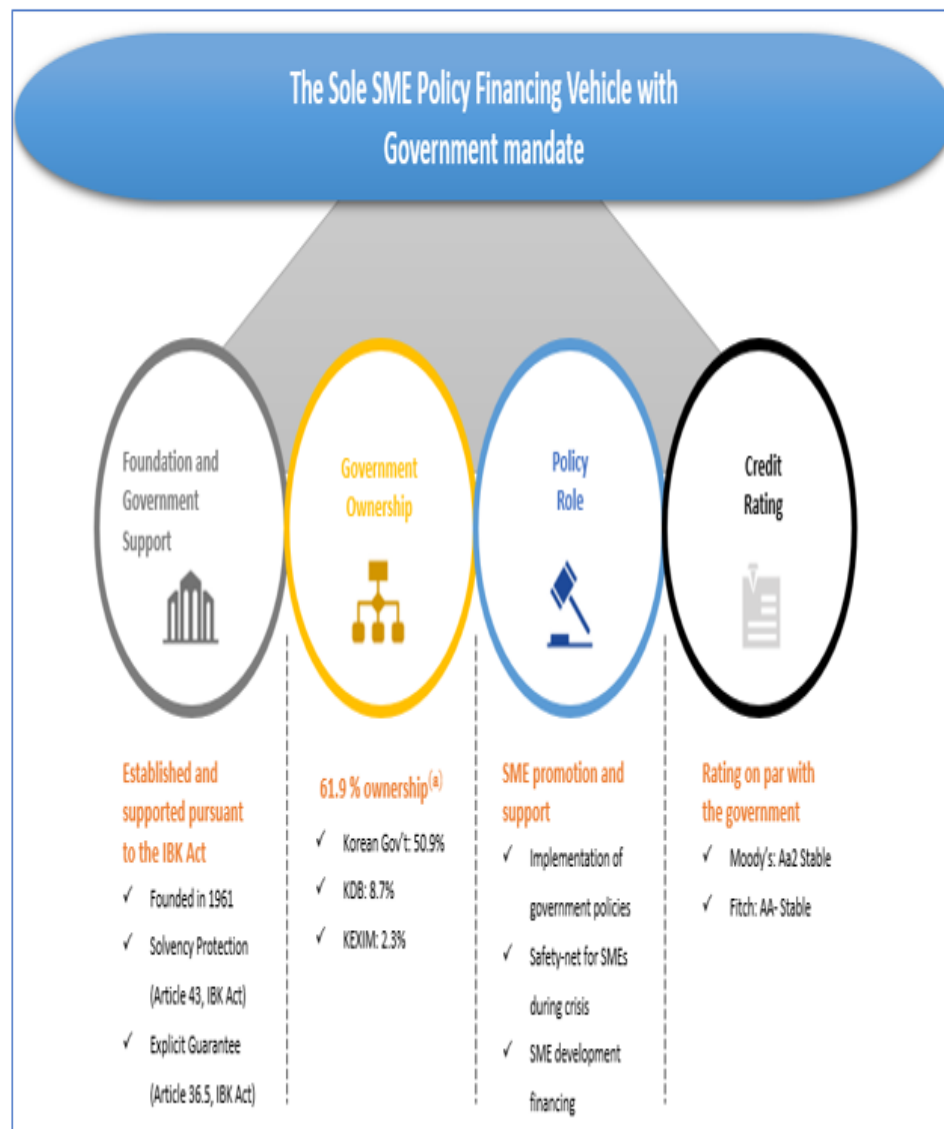 The Sole SME Policy Financing Vehicle with
Government mandate
Foundation and
Government
Support
Government
Ownership
Policy
Role
Credit
Rating
Established and
supported pursuant
to the IBK Act
✓ Founded in 1961
✓ Solvency Protection
(Article 43, IBK Act)
✓ Explicit Guarantee
(Article 36.5, IBK Act)
61.9 % ownership(a)
✓ Korean Gov't: 50.9%
✓ KDB: 8.7%
✓ KEXIM: 2.3%
SME promotion and
support
✓ Implementation of
government policies
✓ Safety-net for SMEs
during crisis
✓ SME development
financing
Rating on par with
the government
✓ Moody's: Aa2 Stable
✓ Fitch: AA- Stable